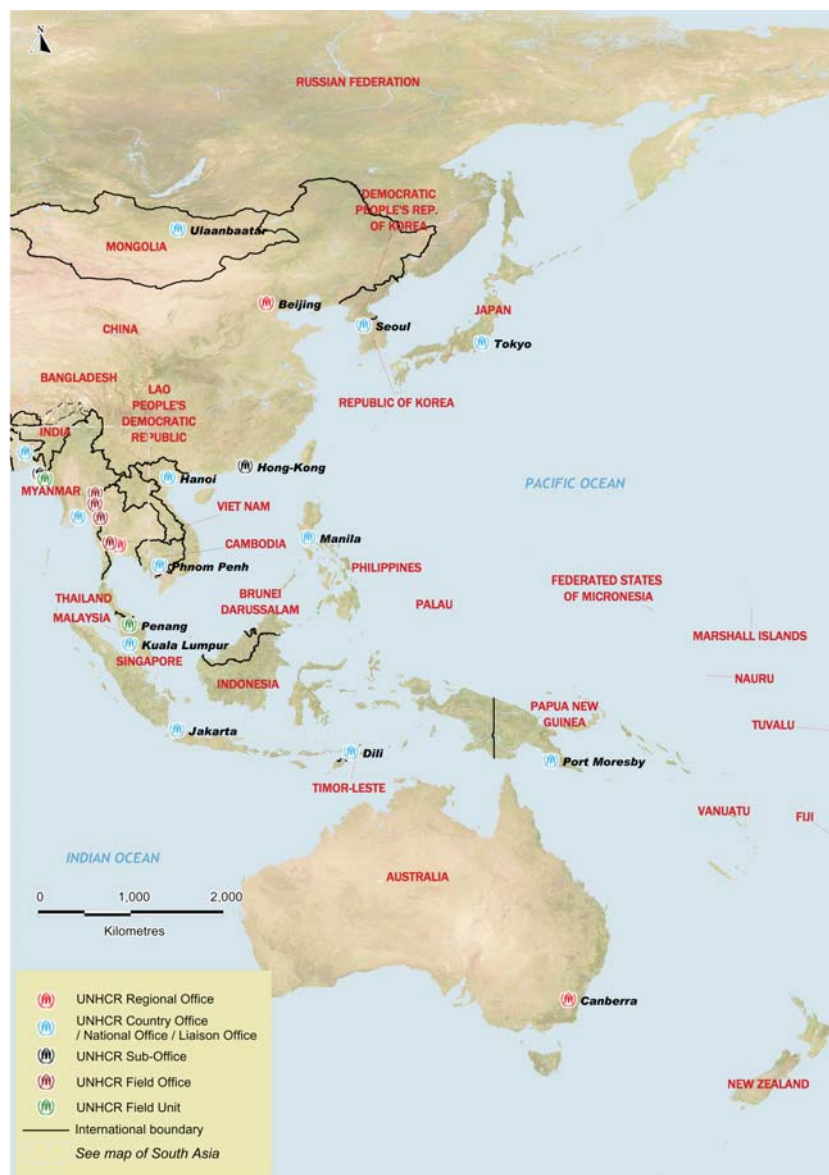 N
RUSSIAN FEDERATION
DEMOCRATIC
PEOPLE'S REP.
OF KOREA
Ulaanbaatar
MONGOLIA
Beijing
JAPAN
CHINA
Seoul
Tokyo
BANGLADESH
LAO
PEOPLE'S
DEMOCRATIC
REPUBLIC
REPUBLIC OF KOREA
INDIA
Hong-Kong
Hanoi
PACIFIC OCEAN
MYANMAR
VIET NAM
Manila
CAMBODIA
Phnom Penh
PHILIPPINES
FEDERATED STATES
OF MICRONESIA
THAILAND
BRUNEI
DARUSSALAM
PALAU
MALAYSIA
Penang
MARSHALL ISLANDS
Kuala Lumpur
SINGAPORE
NAURU
INDONESIA
PAPUA NEW
GUINEA
TUVALU
Jakarta
Dili
Port Moresby
TIMOR-LESTE
VANUATU
FIJI
INDIAN OCEAN
AUSTRALIA
0 1,000 2,000
Kilometres
Canberra
UNHCR Regional Office
UNHCR Country Office
/ National Office / Liaison Office
UNHCR Sub-Office
UNHCR Field Office
UNHCR Field Unit
International boundary
See map of South Asia
NEW ZEALAND